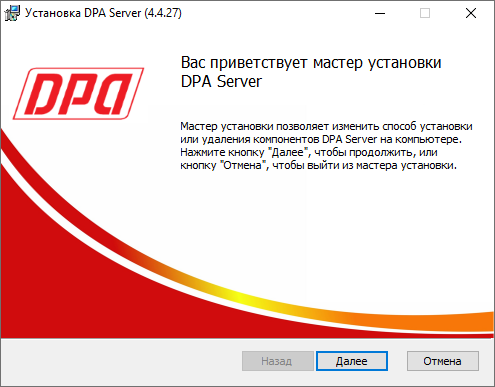 Установка DPA Server (4.4.27)
DPA
Вас приветствует мастер установки
DPA Server
Мастер установки позволяет изменить способ установки
или удаления компонентов DPA Server на компьютере.
Нажмите кнопку "Далее", чтобы продолжить, или
кнопку "Отмена", чтобы выйти из мастера установки.
Назад
Далее
Отмена